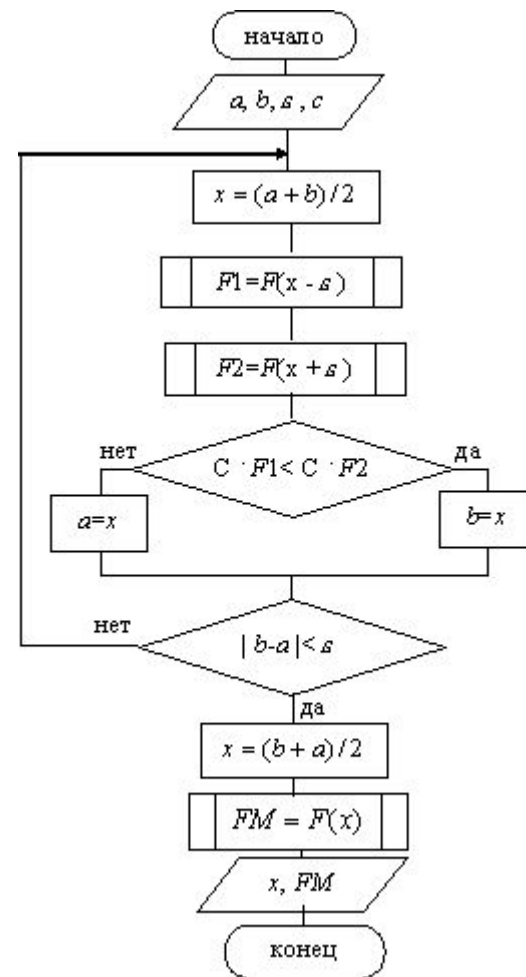 начало
a, b, ε, c
x = (a + b) / 2
F1=F(x - ε)
F2=F(x + ε)
нет
да
C · F1< C · F2
a=x
b=x
нет
| b-a |< ε
да
x = (b + a) / 2
FM = F(x)
x, FM
конец